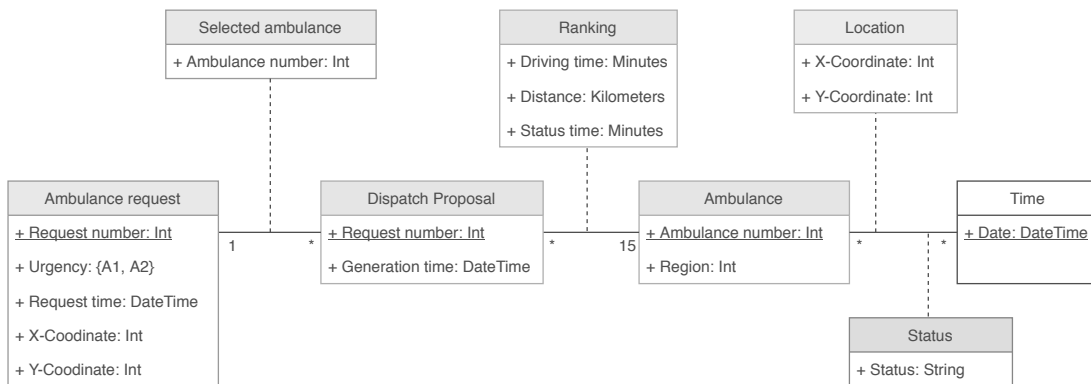 Selected ambulance
+ Ambulance number: Int
Ranking
+ Driving time: Minutes
+ Distance: Kilometers
+ Status time: Minutes
Location
+ X-Coordinate: Int
+ Y-Coordinate: Int
Ambulance request
+ Request number: Int
+ Urgency: {A1, A2}
+ Request time: DateTime
+ X-Coodinate: Int
+ Y-Coodinate: Int
1
*
Dispatch Proposal
+ Request number: Int
+ Generation time: DateTime
*
15
Ambulance
+ Ambulance number: Int
+ Region: Int
*
*
Time
+ Date: DateTime
Status
+ Status: String